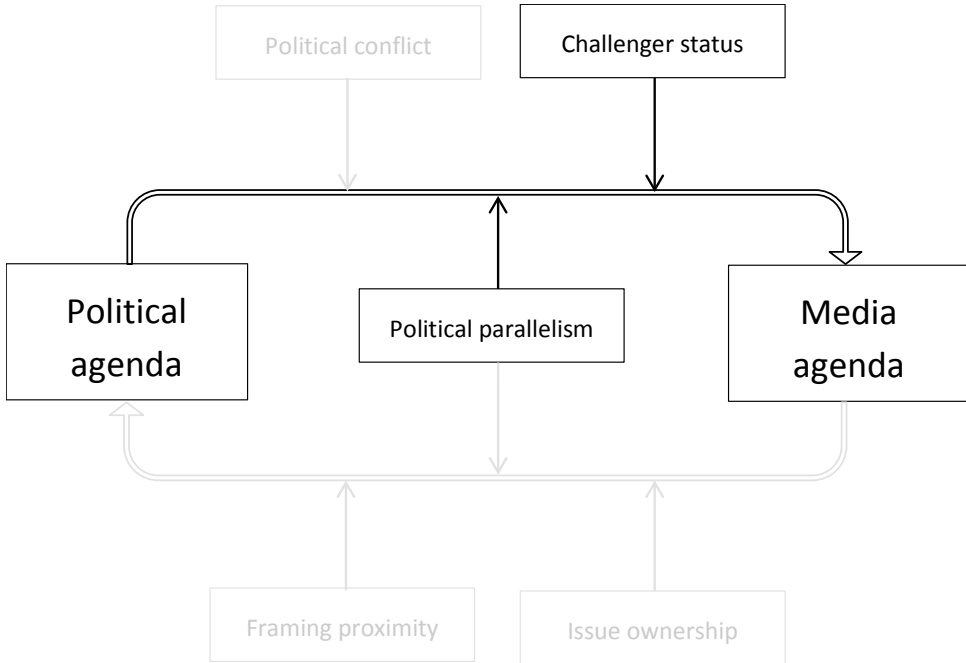 Political conflict
Challenger status
Political
agenda
Political parallelism
Media
agenda
Framing proximity
Issue ownership